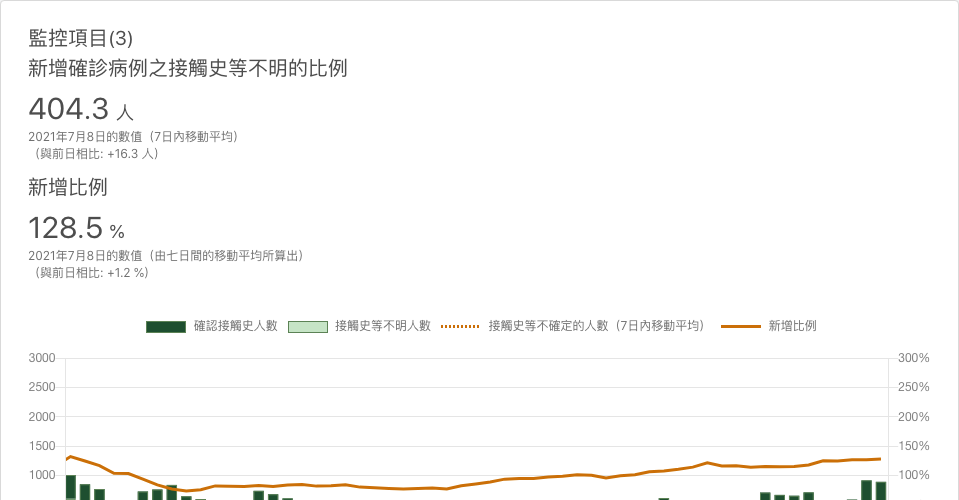 監控項目(3)
新增確診病例之接觸史等不明的比例
404.3 人
2021年7月8日的數值（7日內移動平均）
（與前日相比: +16.3 人）
新增比例
128.5 %
2021年7月8日的數值（由七日間的移動平均所算出）
（與前日相比: +1.2 %）
確認接觸史人數 接觸史等不明人數 接觸史等不確定的人數（7日內移動平均） 新增比例
3000 300%
2500 250%
2000 200%
1500 150%
1000 100%